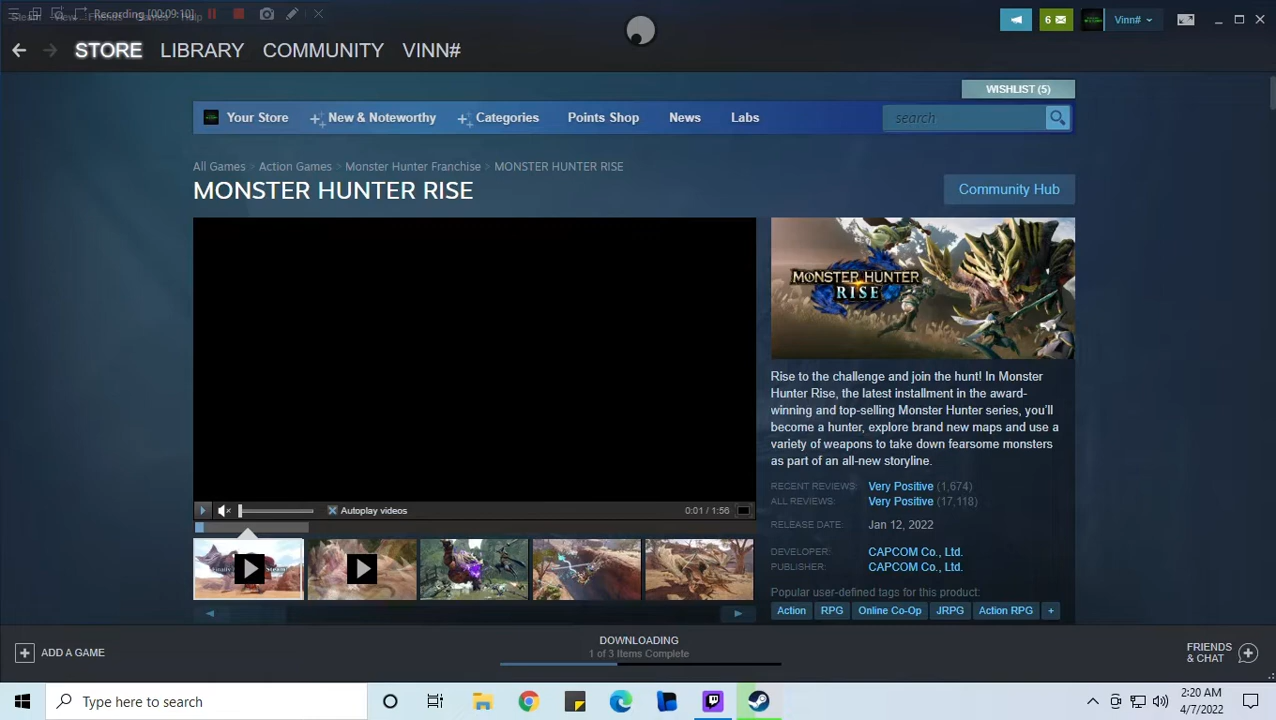 Recording [00:09:10]
6
Vinn#
STORE LIBRARY COMMUNITY VINN#
WISHLIST (5)
Your Store New & Noteworthy Categories Points Shop News Labs search
All Games > Action Games > Monster Hunter Franchise > MONSTER HUNTER RISE
MONSTER HUNTER RISE
Community Hub
MONSTER HUNTER
RISE
Rise to the challenge and join the hunt! In Monster
Hunter Rise, the latest installment in the award-
winning and top-selling Monster Hunter series, you'll
become a hunter, explore brand new maps and use a
variety of weapons to take down fearsome monsters
as part of an all-new storyline.
RECENT REVIEWS: Very Positive (1,674)
ALL REVIEWS: Very Positive (17,118)
RELEASE DATE: Jan 12, 2022
DEVELOPER: CAPCOM Co., Ltd.
PUBLISHER: CAPCOM Co., Ltd.
Popular user-defined tags for this product:
Action RPG Online Co-Op JRPG Action RPG +
Autoplay videos 0:01 / 1:56
ADD A GAME
DOWNLOADING
1 of 3 Items Complete
FRIENDS
& CHAT
Type here to search
2:20 AM
4/7/2022